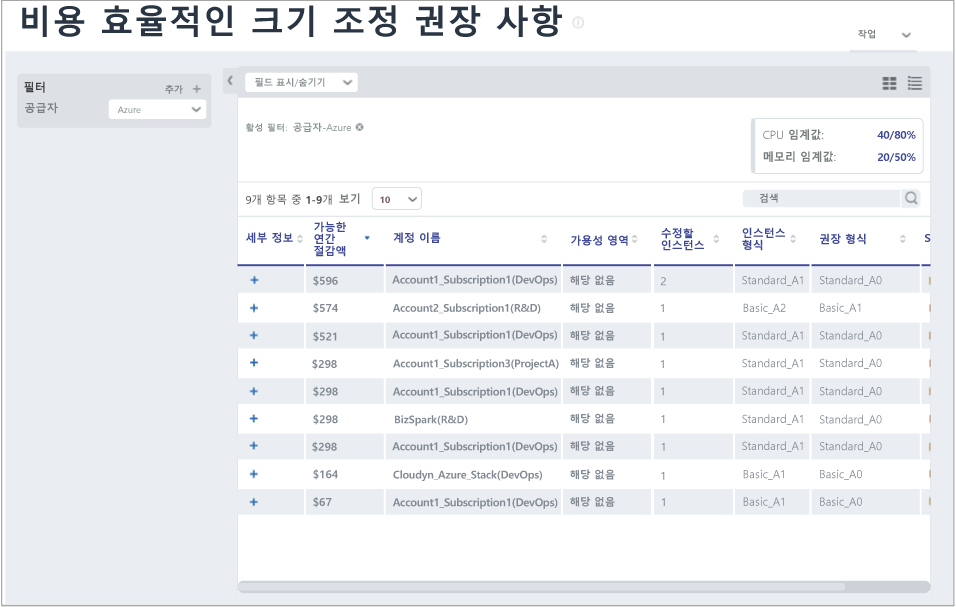 비용 효율적인 크기 조정 권장 사항
작업
필터 추가 +
공급자 Azure
필드 표시/숨기기
활성 필터: 공급자-Azure
CPU 임계값: 40/80%
메모리 임계값: 20/50%
9개 항목 중 1-9개 보기 10
검색
세부 정보 가능한 연간 절감액 계정 이름 가용성 영역 수정할 인스턴스 인스턴스 형식 권장 형식 S
+ $596 Account1_Subscription1(DevOps) 해당 없음 2 Standard_A1 Standard_A0
+ $574 Account2_Subscription1(R&D) 해당 없음 1 Basic_A2 Basic_A1
+ $521 Account1_Subscription1(DevOps) 해당 없음 1 Standard_A1 Standard_A0
+ $298 Account1_Subscription3(ProjectA) 해당 없음 1 Standard_A1 Standard_A0
+ $298 Account1_Subscription1(DevOps) 해당 없음 1 Standard_A1 Standard_A0
+ $298 BizSpark(R&D) 해당 없음 1 Standard_A1 Standard_A0
+ $298 Account1_Subscription1(DevOps) 해당 없음 1 Standard_A1 Standard_A0
+ $164 Cloudyn_Azure_Stack(DevOps) 해당 없음 1 Basic_A1 Basic_A0
+ $67 Account1_Subscription1(DevOps) 해당 없음 1 Basic_A1 Basic_A0